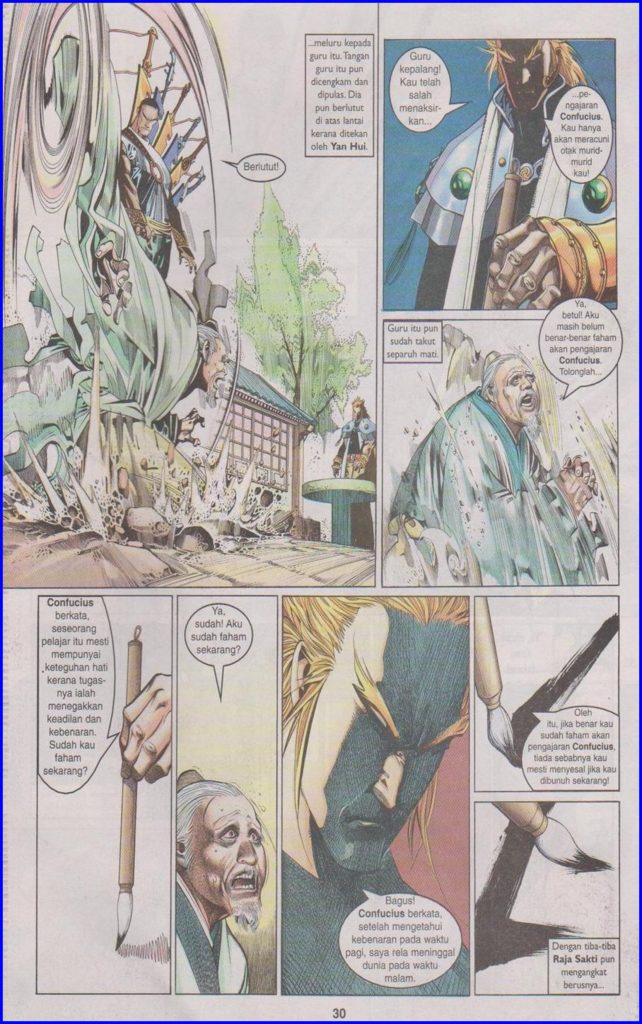 ...meluru kepada
guru itu. Tangan
guru itu pun
dicengkam dan
dipulas. Dia
pun berlutut
di atas lantai
kerana ditekan
oleh Yan Hui.
Berlutut!
Guru
kepalang!
Kau telah
salah
menaksir-
kan...
...pe-
ngajaran
Confucius.
Kau hanya
akan meracuni
otak murid-
murid
kau!
Guru itu pun
sudah takut
separuh mati.
Ya,
betul! Aku
masih belum
benar-benar faham
akan pengajaran
Confucius.
Tolonglah...
Confucius
berkata,
seseorang
pelajar itu mesti
mempunyai
keteguhan hati
kerana tugas-
nya ialah
menegakkan
keadilan dan
kebenaran.
Sudah kau
faham
sekarang?
Ya,
sudah! Aku
sudah faham
sekarang?
Bagus!
Confucius berkata,
setelah mengetahui
kebenaran pada waktu
pagi, saya rela meninggal
dunia pada waktu
malam.
Oleh
itu, jika benar kau
sudah faham akan
pengajaran Confucius,
tiada sebabnya kau
mesti menyesal jika kau
dibunuh sekarang!
Dengan tiba-tiba
Raja Sakti pun
mengangkat
berusnya...
30